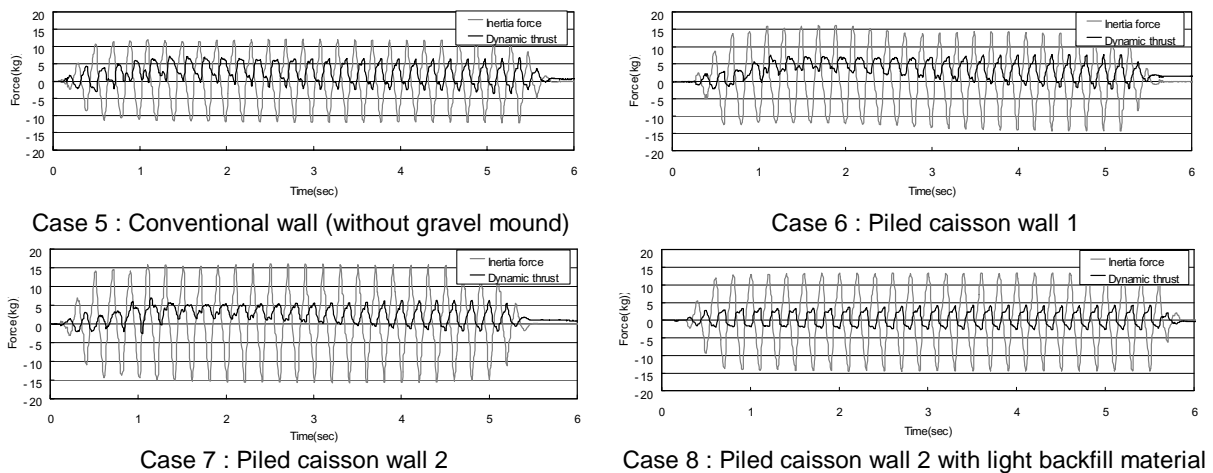 20
15
10
5
0
-5
-10
-15
-20
Force(kg)
0 1 2 3 4 5 6
Time(sec)
Inertia force
Dynamic thrust
Case 5 : Conventional wall (without gravel mound)
20
15
10
5
0
-5
-10
-15
-20
Force(kg)
0 1 2 3 4 5 6
Time(sec)
Inertia force
Dynamic thrust
Case 6 : Piled caisson wall 1
20
15
10
5
0
-5
-10
-15
-20
Force(kg)
0 1 2 3 4 5 6
Time(sec)
Inertia force
Dynamic thrust
Case 7 : Piled caisson wall 2
20
15
10
5
0
-5
-10
-15
-20
Force(kg)
0 1 2 3 4 5 6
Time(sec)
Inertia force
Dynamic thrust
Case 8 : Piled caisson wall 2 with light backfill material